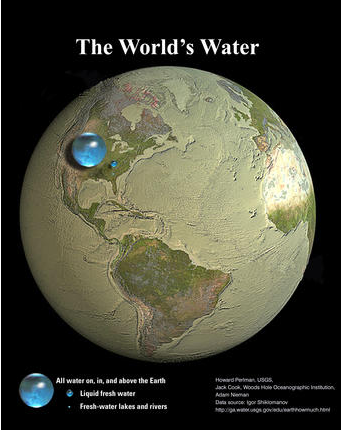 The World's Water
All water on, in, and above the Earth
Liquid fresh water
Fresh-water lakes and rivers
Howard Perlman, USGS,
Jack Cook, Woods Hole Oceanographic Institution,
Adam Nieman
Data source: Igor Shiklomanov
http://ga.water.usgs.gov/edu/earthhowmuch.html